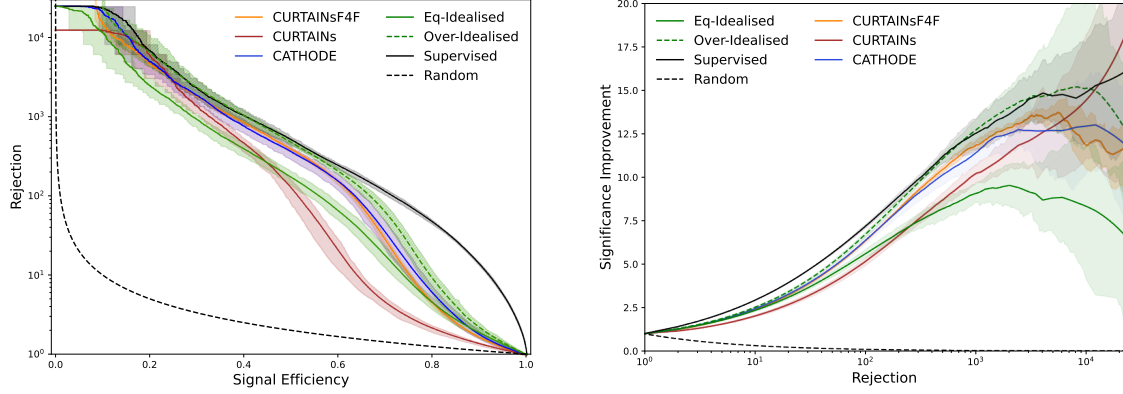 CURTAINsF4F
CURTAINs
CATHODE
Eq-Idealised
Over-Idealised
Supervised
Random
Rejection
10⁴
10³
10²
10¹
10⁰
0.0 0.2 0.4 0.6 0.8 1.0
Signal Efficiency
Eq-Idealised
Over-Idealised
Supervised
Random
CURTAINsF4F
CURTAINs
CATHODE
Significance Improvement
20.0
17.5
15.0
12.5
10.0
7.5
5.0
2.5
0.0
10⁰ 10¹ 10² 10³ 10⁴
Rejection